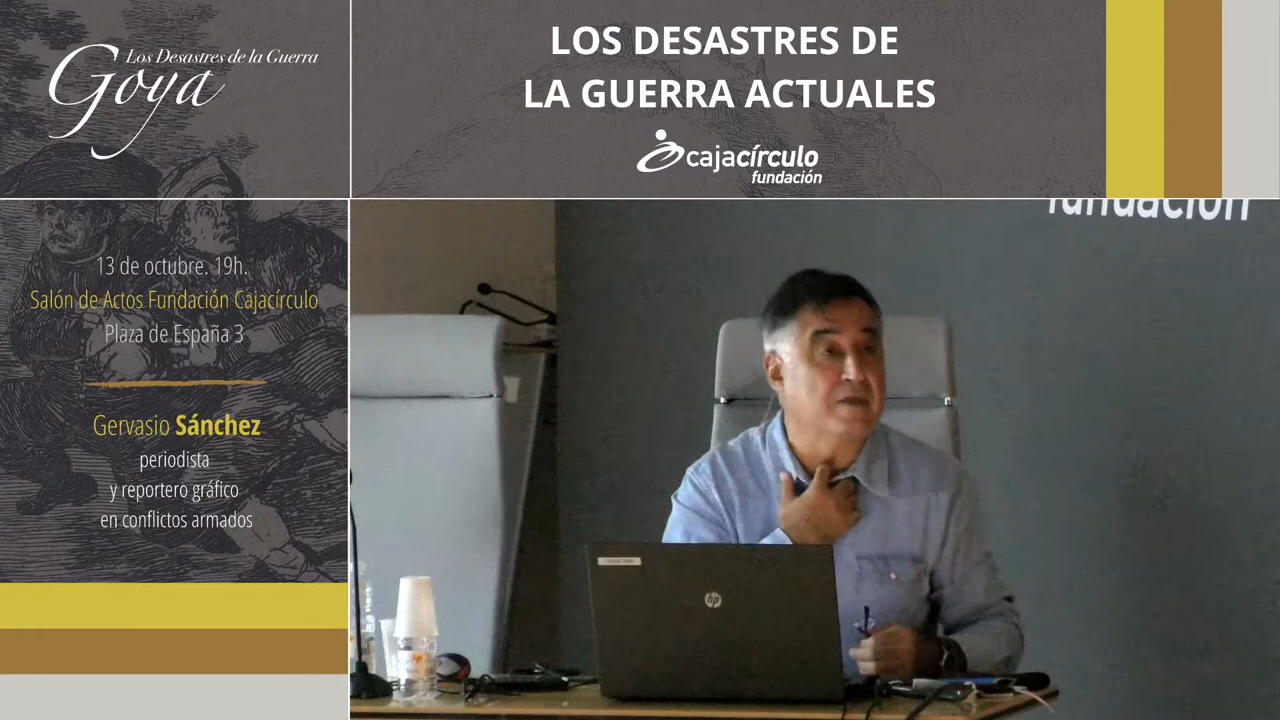 Los Desastres de la Guerra
Goya
LOS DESASTRES DE
LA GUERRA ACTUALES
cajacírculo
fundación
13 de octubre. 19h.
Salón de Actos Fundación Cajacírculo
Plaza de España 3
Gervasio Sánchez
periodista
y reportero gráfico
en conflictos armados
fundación
hp